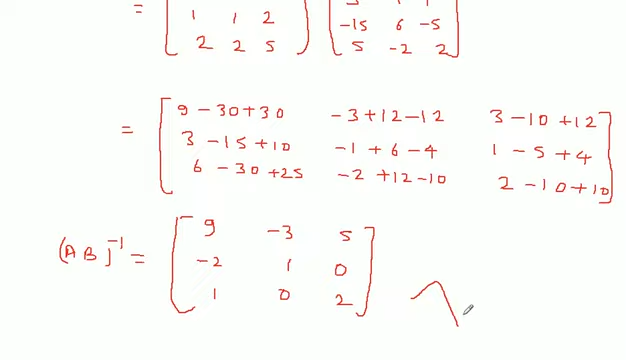 =
1 1 2 -15 6 -5
2 2 5 5 -2 2
= 9 - 30 + 30 -3 + 12 - 12 3 - 10 + 12
3 - 15 + 10 -1 + 6 - 4 1 - 5 + 4
6 - 30 + 25 -2 + 12 - 10 2 - 10 + 10
(AB)⁻¹ = 9 -3 5
-2 1 0
1 0 2